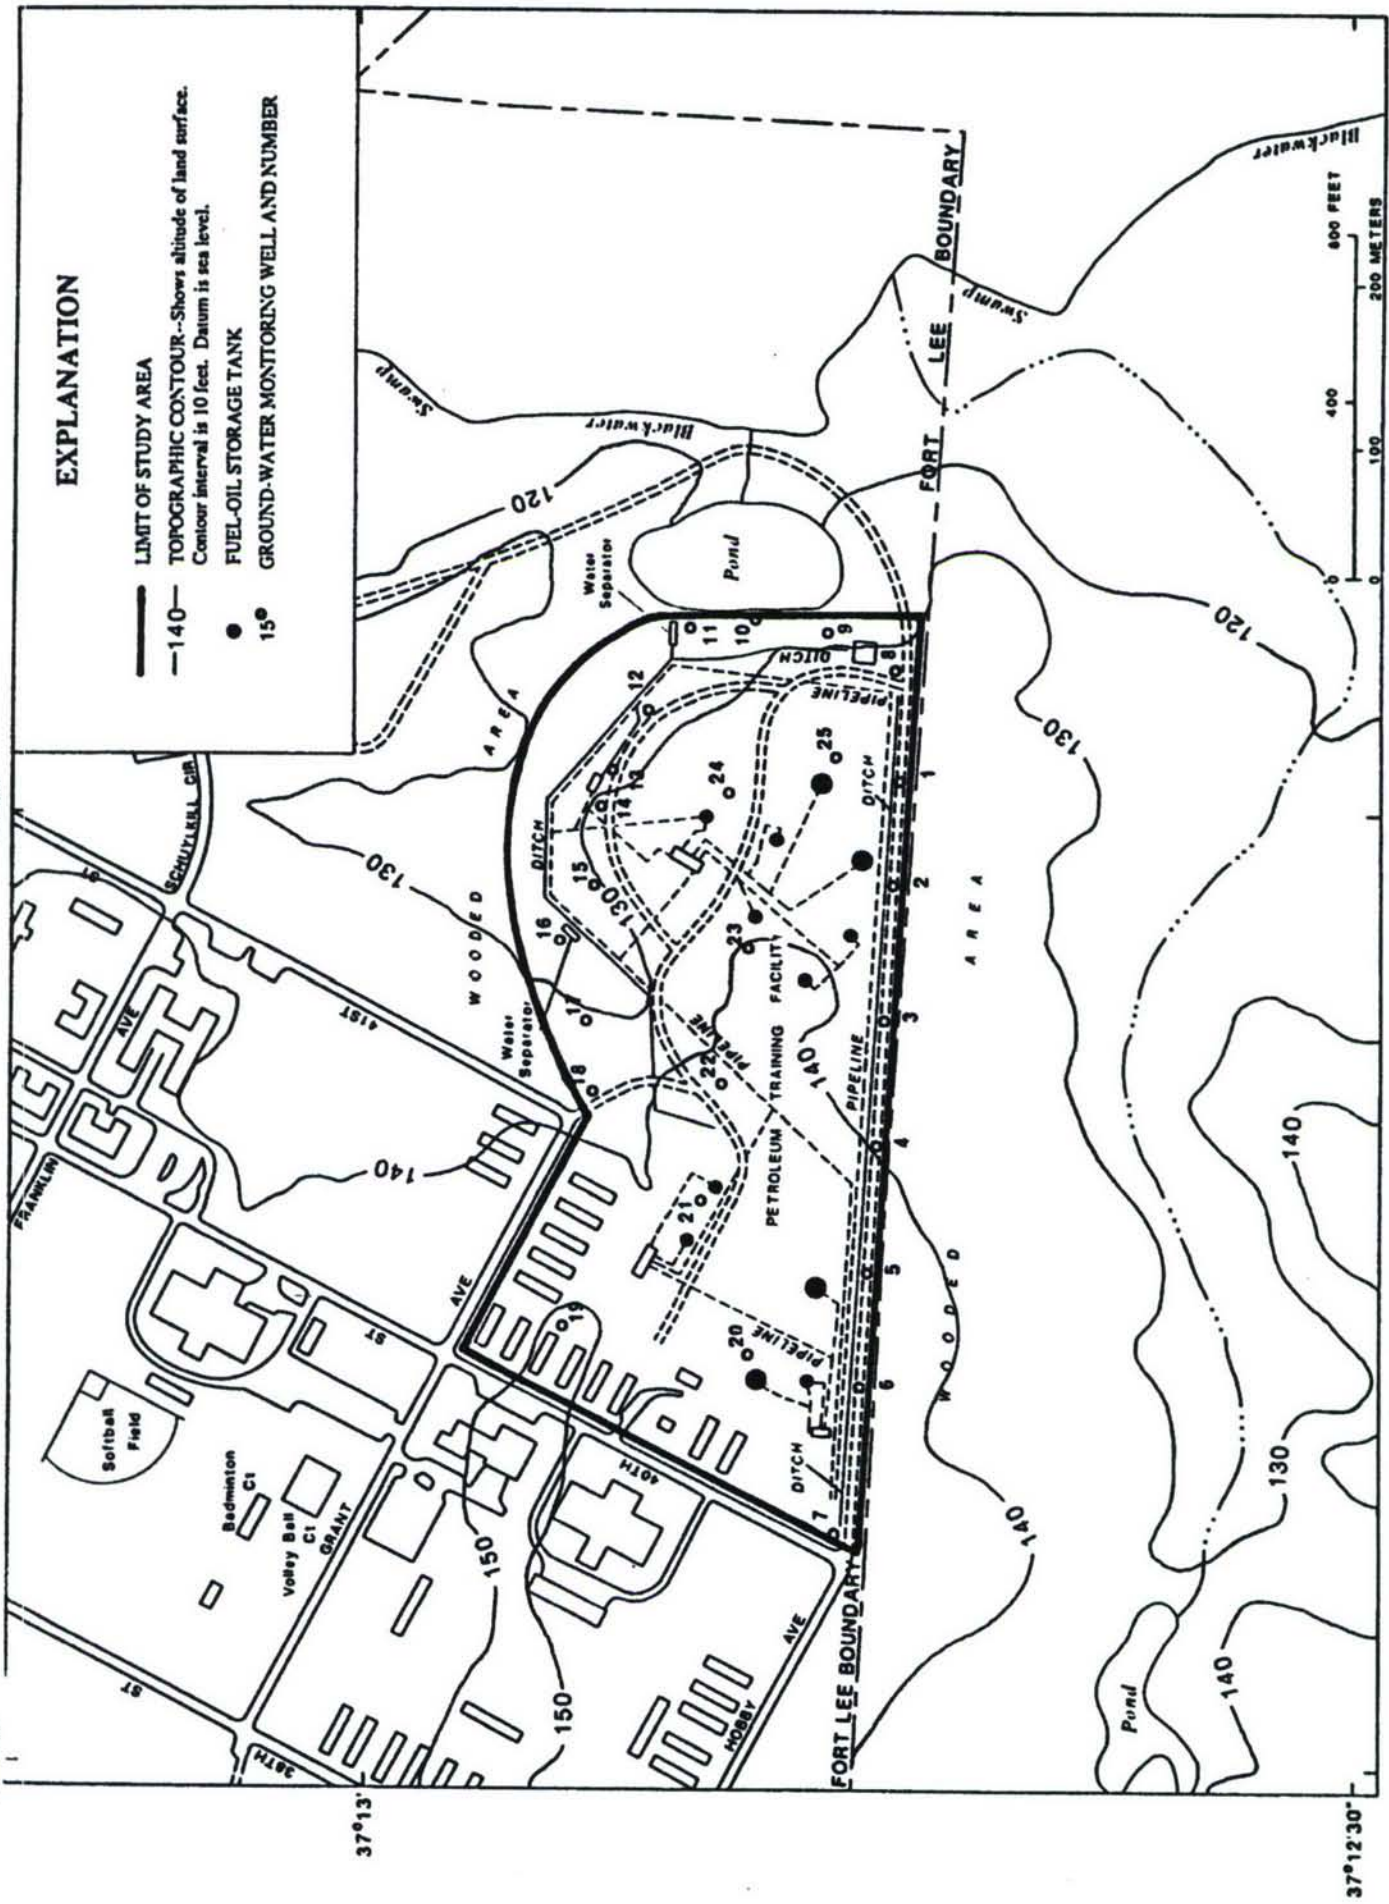 EXPLANATION
LIMIT OF STUDY AREA
—140— TOPOGRAPHIC CONTOUR--Shows altitude of land surface.
Contour interval is 10 feet. Datum is sea level.
FUEL-OIL STORAGE TANK
15 GROUND-WATER MONITORING WELL AND NUMBER
37°13'
37°12'30"
38TH
ST
Softball
Field
Badminton
Ct
Volley Ball
Ct
GRANT
AVE
FRANKLIN
AVE
ST
41ST
SCHUYLKILL CIR
40TH
HOBBY
AVE
150
150
140
130
120
WOODED
AREA
Water
Separator
Water
Separator
DITCH
130
Pond
Blackwater
Swamp
DITCH
PIPELINE
PIPELINE
PETROLEUM TRAINING FACILITY
140
PIPELINE
PIPELINE
DITCH
DITCH
1
2
3
4
5
6
7
8
9
10
11
12
13
14
15
16
17
18
19
20
21
22
23
24
25
FORT LEE BOUNDARY
FORT LEE BOUNDARY
WOODED
AREA
140
130
120
140
130
140
Pond
Swamp
Blackwater
0 400 800 FEET
0 100 200 METERS